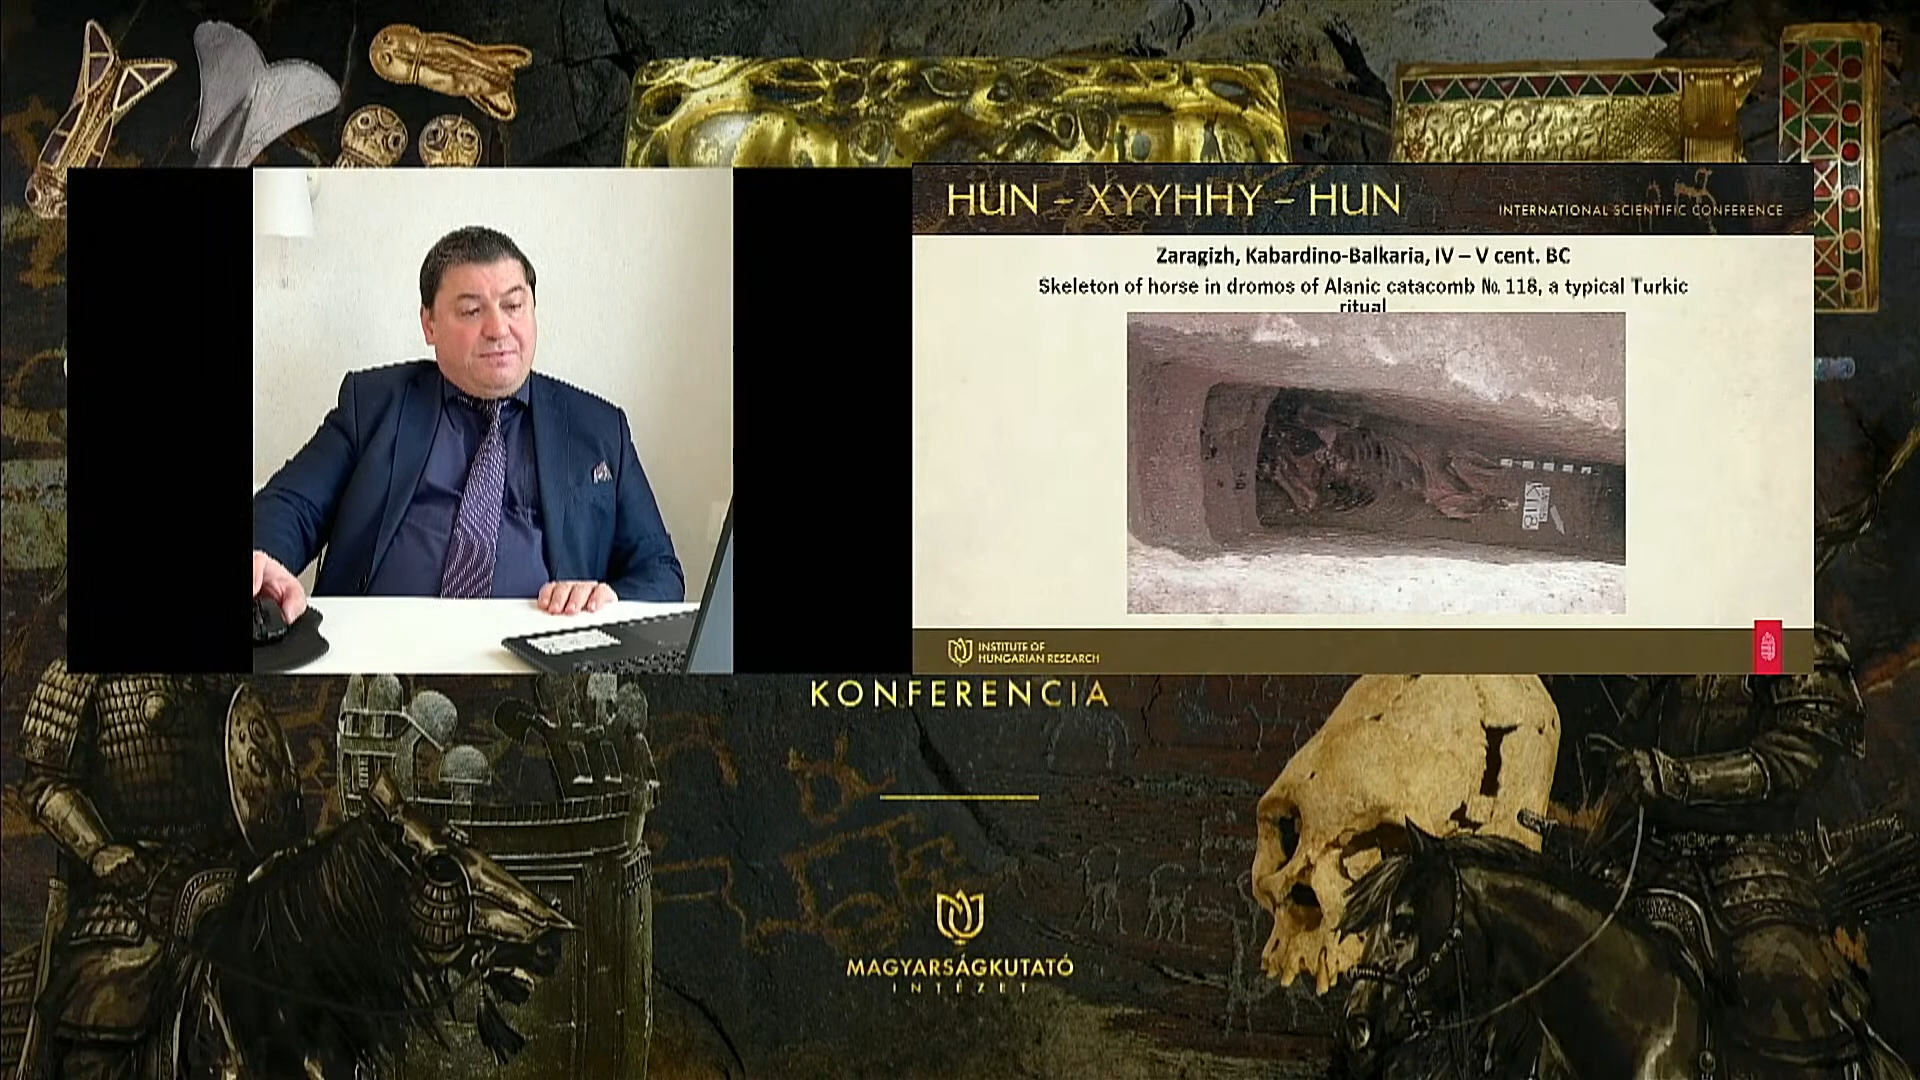 HUN - ХҮҮННҮ - HUN
INTERNATIONAL SCIENTIFIC CONFERENCE
Zaragizh, Kabardino-Balkaria, IV – V cent. BC
Skeleton of horse in dromos of Alanic catacomb № 118, a typical Turkic
ritual
INSTITUTE OF
HUNGARIAN RESEARCH
KONFERENCIA
MAGYARSÁGKUTATÓ
INTÉZET